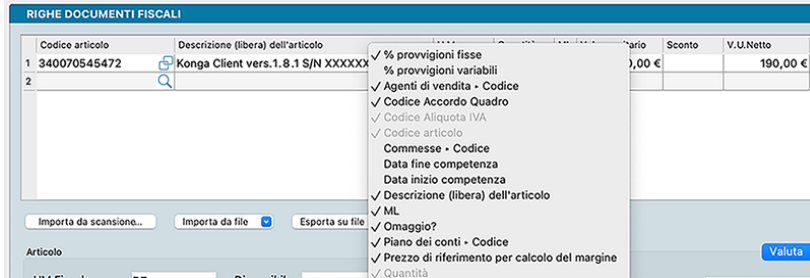 RIGHE DOCUMENTI FISCALI
Codice articolo Descrizione (libera) dell'articolo Sconto V.U.Netto
1 340070545472 Konga Client vers.1.8.1 S/N XXXXXX 0,00 € 190,00 €
2
✓ % provvigioni fisse
% provvigioni variabili
✓ Agenti di vendita ▸ Codice
✓ Codice Accordo Quadro
✓ Codice Aliquota IVA
✓ Codice articolo
Commesse ▸ Codice
Data fine competenza
Data inizio competenza
✓ Descrizione (libera) dell'articolo
✓ ML
✓ Omaggio?
✓ Piano dei conti ▸ Codice
✓ Prezzo di riferimento per calcolo del margine
✓ Quantità
Importa da scansione... Importa da file Esporta su file
Articolo Valuta